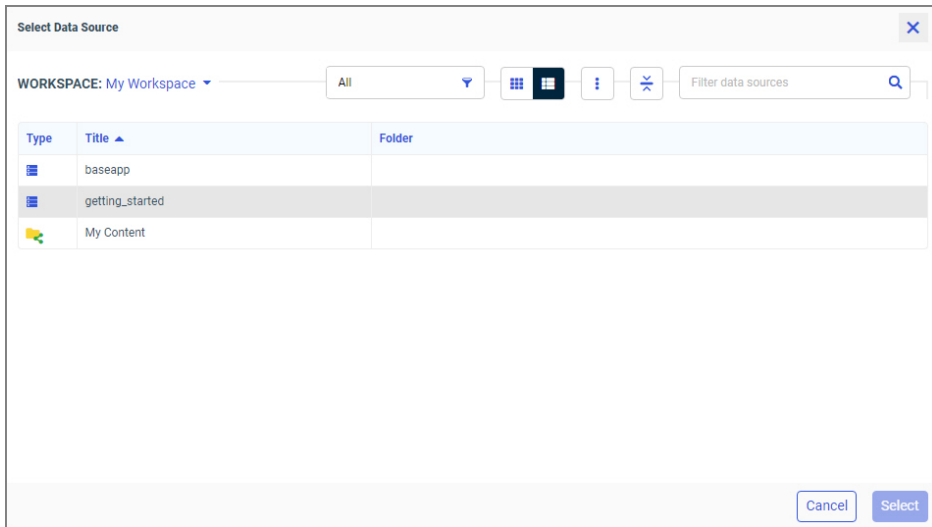 Select Data Source
WORKSPACE: My Workspace
All
Filter data sources
Type Title Folder
baseapp
getting_started
My Content
Cancel Select